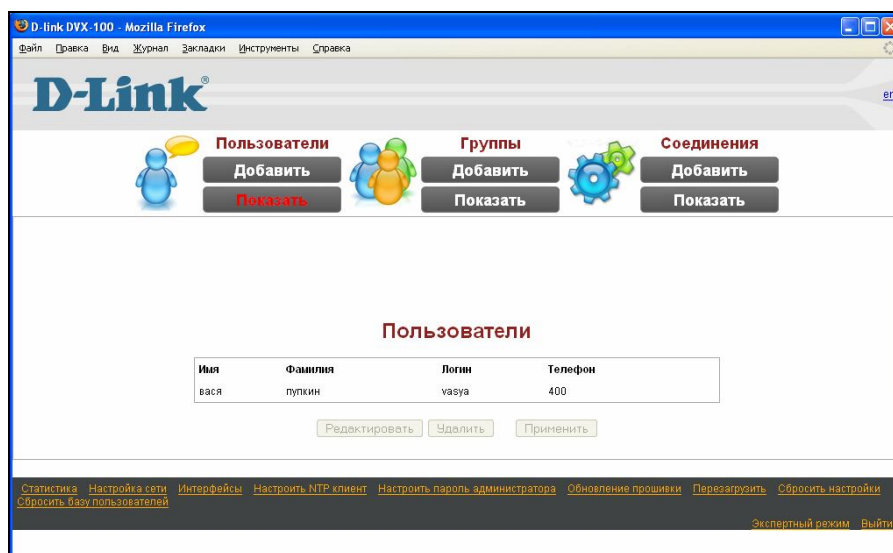 D-link DVX-100 - Mozilla Firefox
Файл Правка Вид Журнал Закладки Инструменты Справка
D-Link®
en
Пользователи Группы Соединения
Добавить Добавить Добавить
Показать Показать Показать
Пользователи
Имя Фамилия Логин Телефон
вася пупкин vasya 400
Редактировать Удалить Применить
Статистика Настройка сети Интерфейсы Настроить NTP клиент Настроить пароль администратора Обновление прошивки Перезагрузить Сбросить настройки
Сбросить базу пользователей
Экспертный режим Выйти